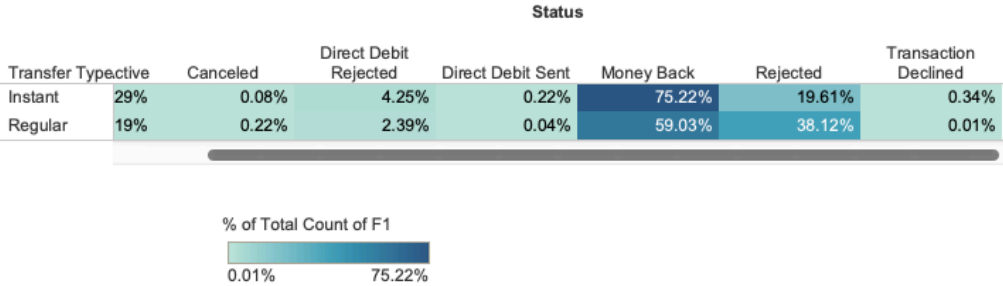 Status
Transfer Type ctive Canceled Direct Debit Rejected Direct Debit Sent Money Back Rejected Transaction Declined
Instant 29% 0.08% 4.25% 0.22% 75.22% 19.61% 0.34%
Regular 19% 0.22% 2.39% 0.04% 59.03% 38.12% 0.01%
% of Total Count of F1
0.01% 75.22%